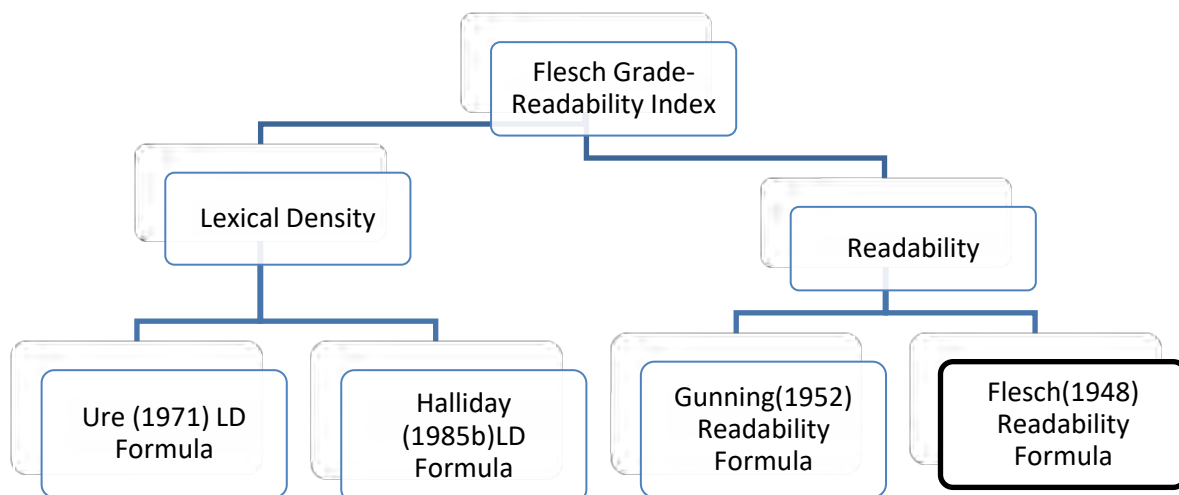 Flesch Grade-
Readability Index
Lexical Density
Readability
Ure (1971) LD
Formula
Halliday
(1985b)LD
Formula
Gunning(1952)
Readability
Formula
Flesch(1948)
Readability
Formula